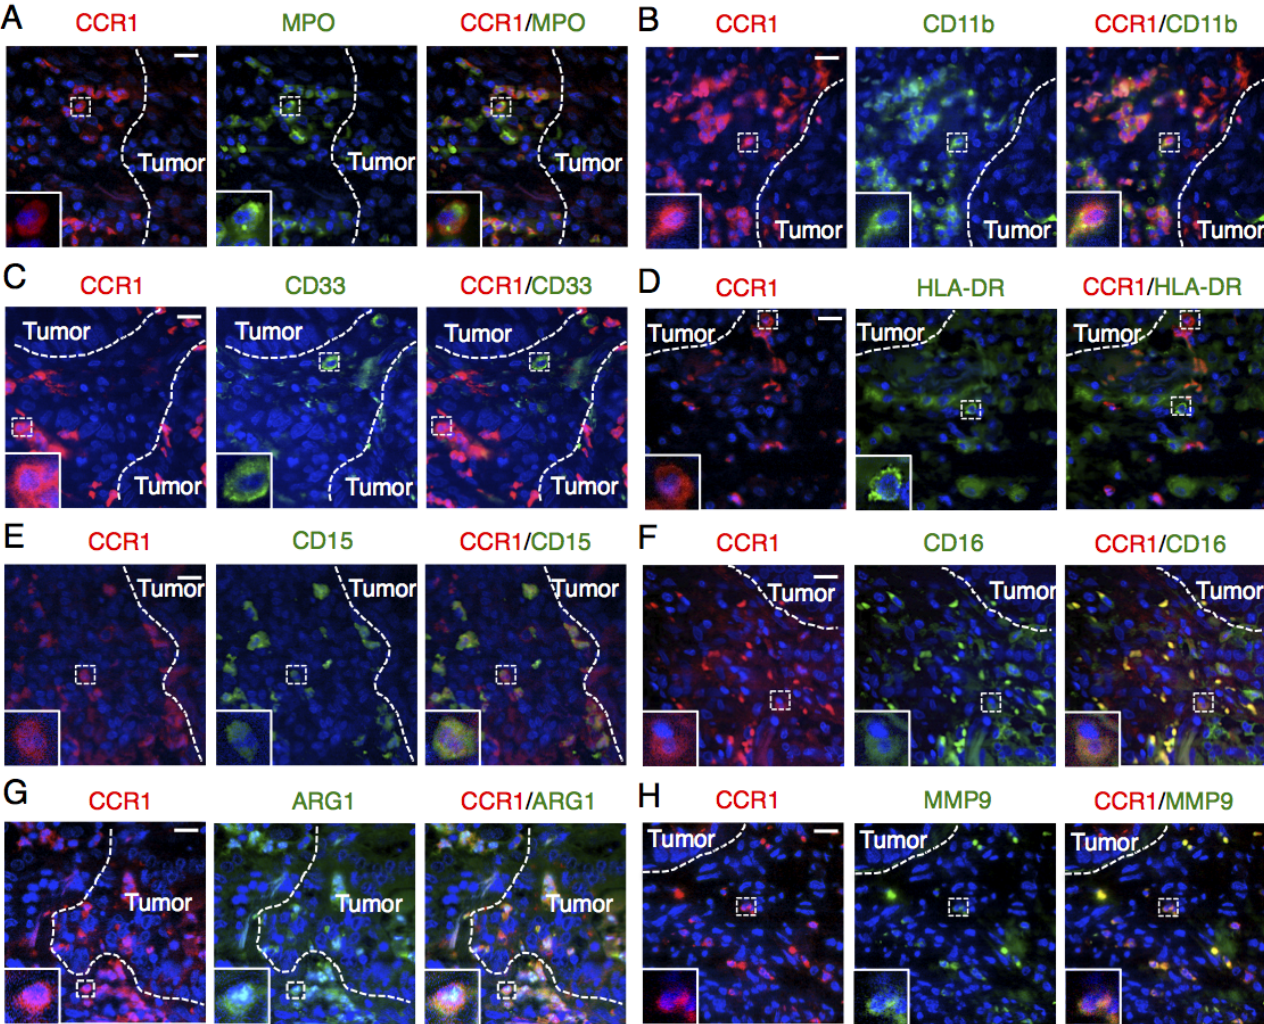 A CCR1 MPO CCR1/MPO
Tumor Tumor Tumor
B CCR1 CD11b CCR1/CD11b
Tumor Tumor Tumor
C CCR1 CD33 CCR1/CD33
Tumor Tumor Tumor
Tumor Tumor Tumor
D CCR1 HLA-DR CCR1/HLA-DR
Tumor Tumor Tumor
E CCR1 CD15 CCR1/CD15
Tumor Tumor Tumor
F CCR1 CD16 CCR1/CD16
Tumor Tumor Tumor
G CCR1 ARG1 CCR1/ARG1
Tumor Tumor Tumor
H CCR1 MMP9 CCR1/MMP9
Tumor Tumor Tumor